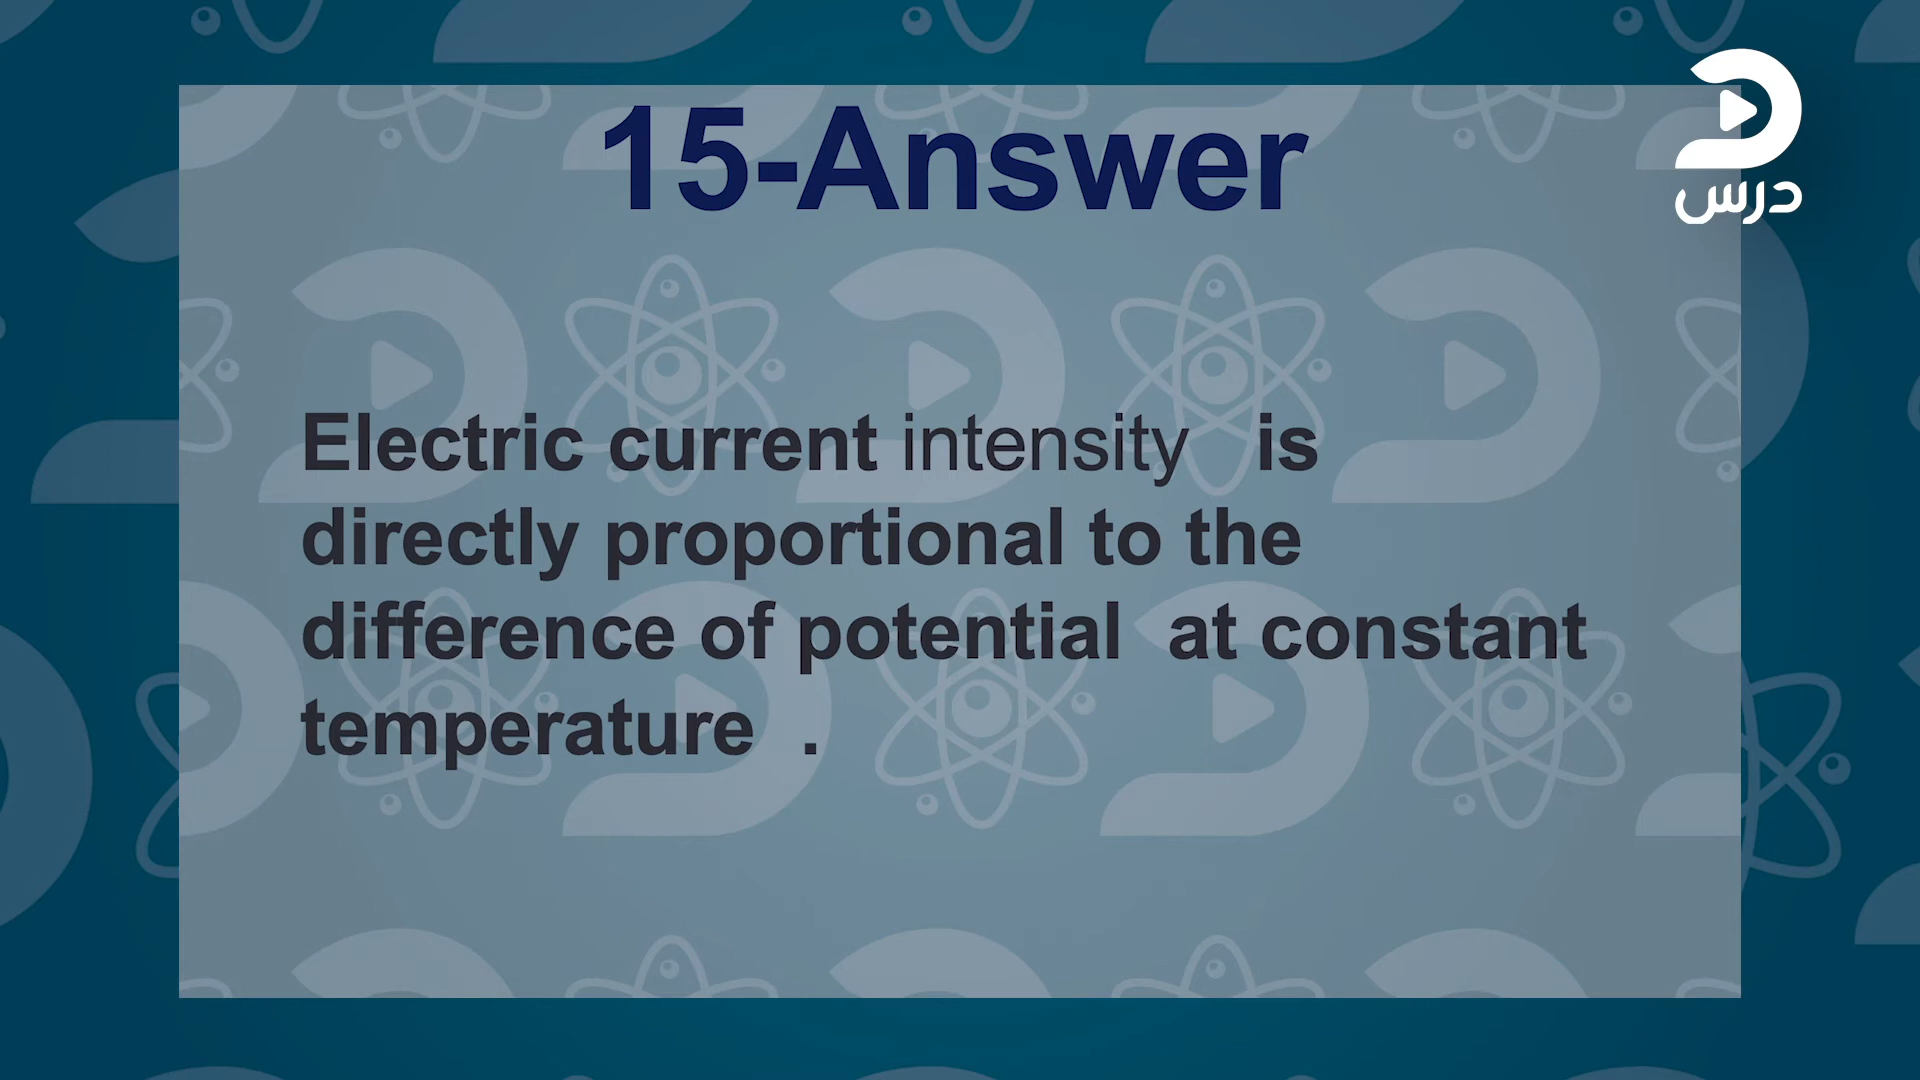 درس
15-Answer
Electric current intensity is
directly proportional to the
difference of potential at constant
temperature .